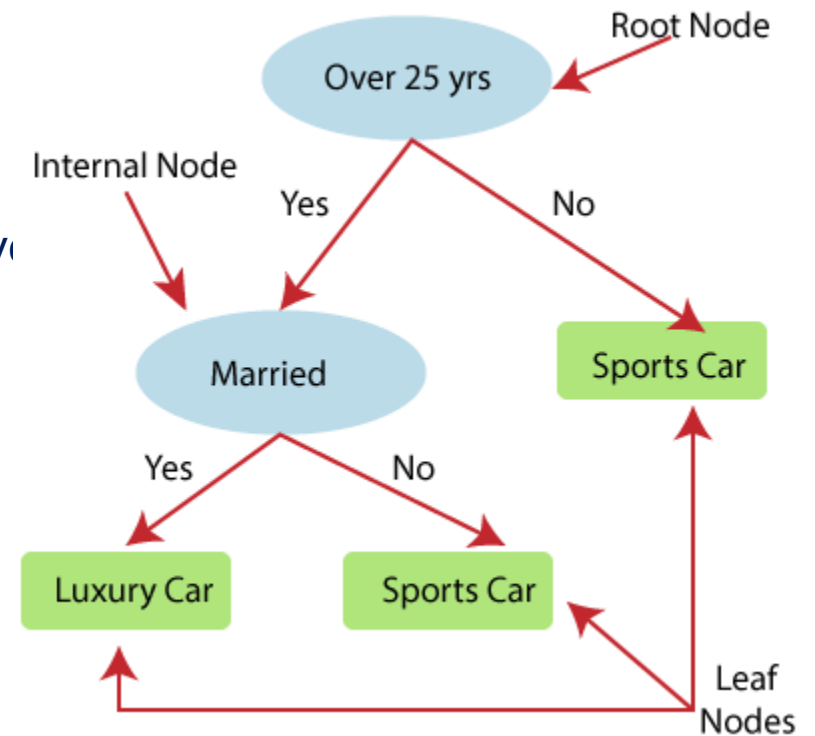 Root Node
Over 25 yrs
Internal Node
Yes
No
Married
Sports Car
Yes
No
Luxury Car
Sports Car
Leaf
Nodes